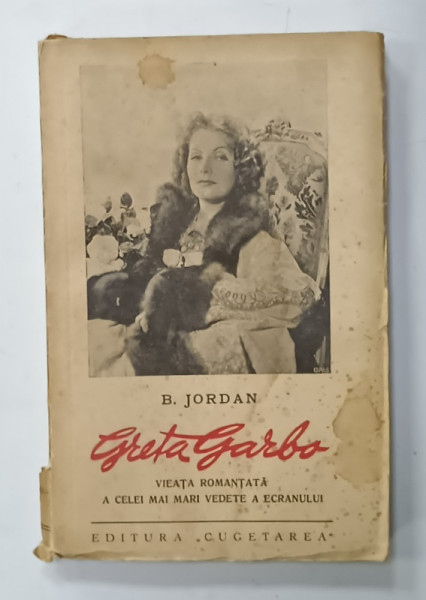 B. JORDAN
Greta Garbo
VIEAȚA ROMANȚATĂ
A CELEI MAI MARI VEDETE A ECRANULUI
EDITURA „CUGETAREA"